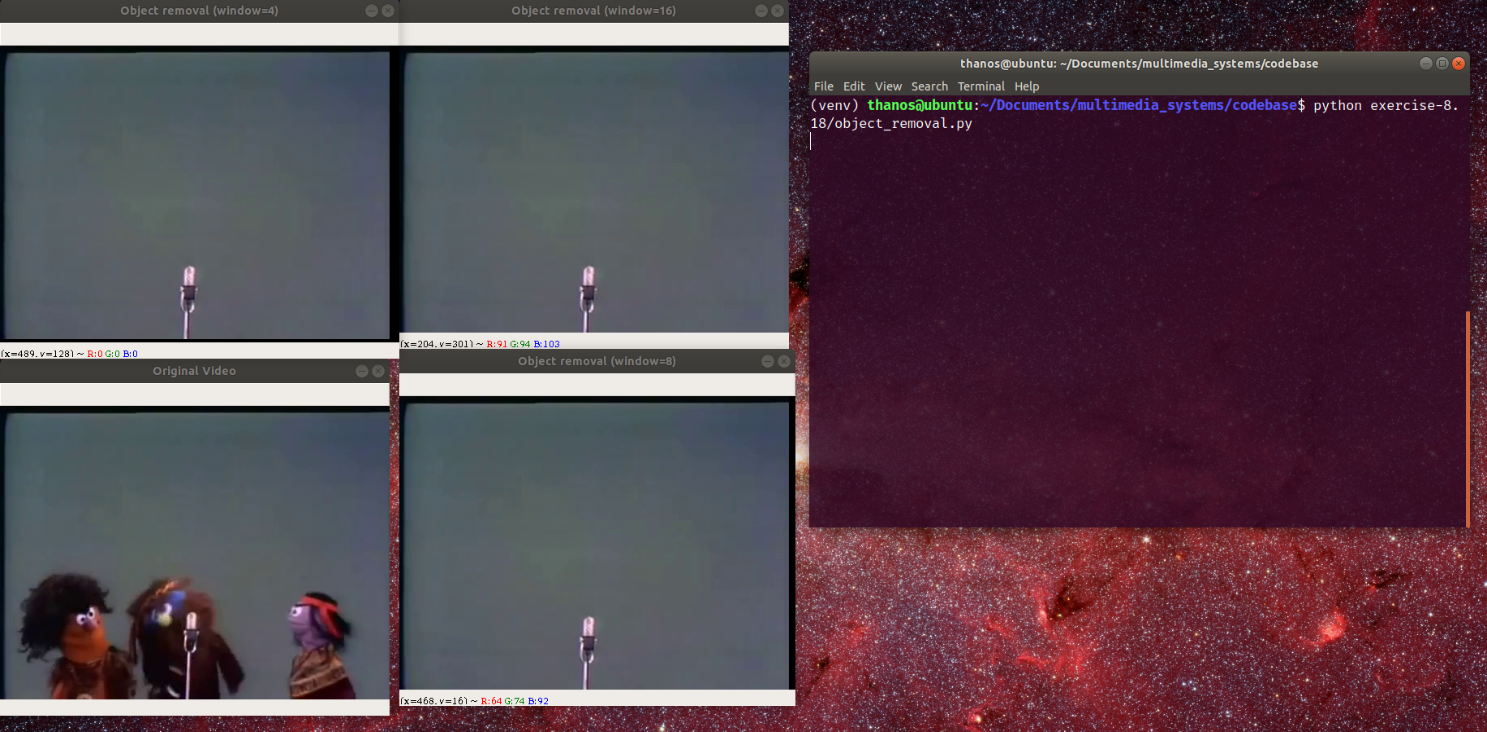 Object removal (window=4)
(x=489, y=128) ~ R:0 G:0 B:0
Object removal (window=16)
(x=204, y=301) ~ R:91 G:94 B:103
Original Video
Object removal (window=8)
(x=468, y=16) ~ R:64 G:74 B:92
thanos@ubuntu: ~/Documents/multimedia_systems/codebase
File Edit View Search Terminal Help
(venv) thanos@ubuntu:~/Documents/multimedia_systems/codebase$ python exercise-8.
18/object_removal.py